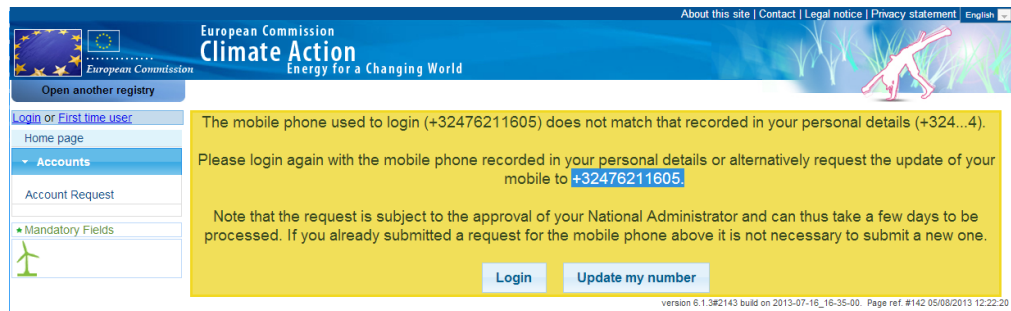 About this site | Contact | Legal notice | Privacy statement English
European Commission
Climate Action
Energy for a Changing World
European Commission
Open another registry
Login or First time user
Home page
Accounts
Account Request
Mandatory Fields
The mobile phone used to login (+32476211605) does not match that recorded in your personal details (+324...4).
Please login again with the mobile phone recorded in your personal details or alternatively request the update of your
mobile to +32476211605.
Note that the request is subject to the approval of your National Administrator and can thus take a few days to be
processed. If you already submitted a request for the mobile phone above it is not necessary to submit a new one.
Login Update my number
version 6.1.3#2143 build on 2013-07-16_16-35-00. Page ref. #142 05/08/2013 12:22:20